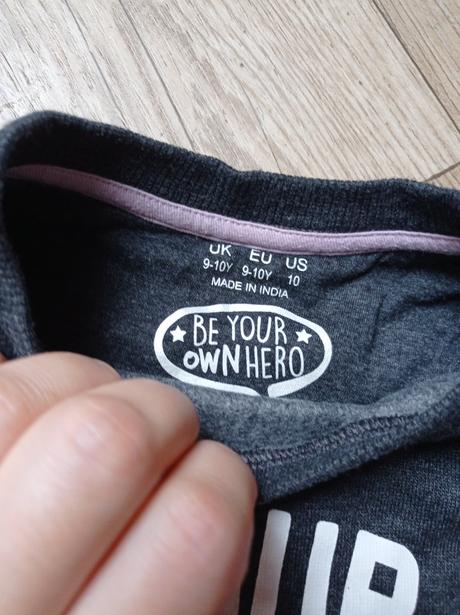 UK EU US
9-10Y 9-10Y 10
MADE IN INDIA
BE YOUR
OWN HERO